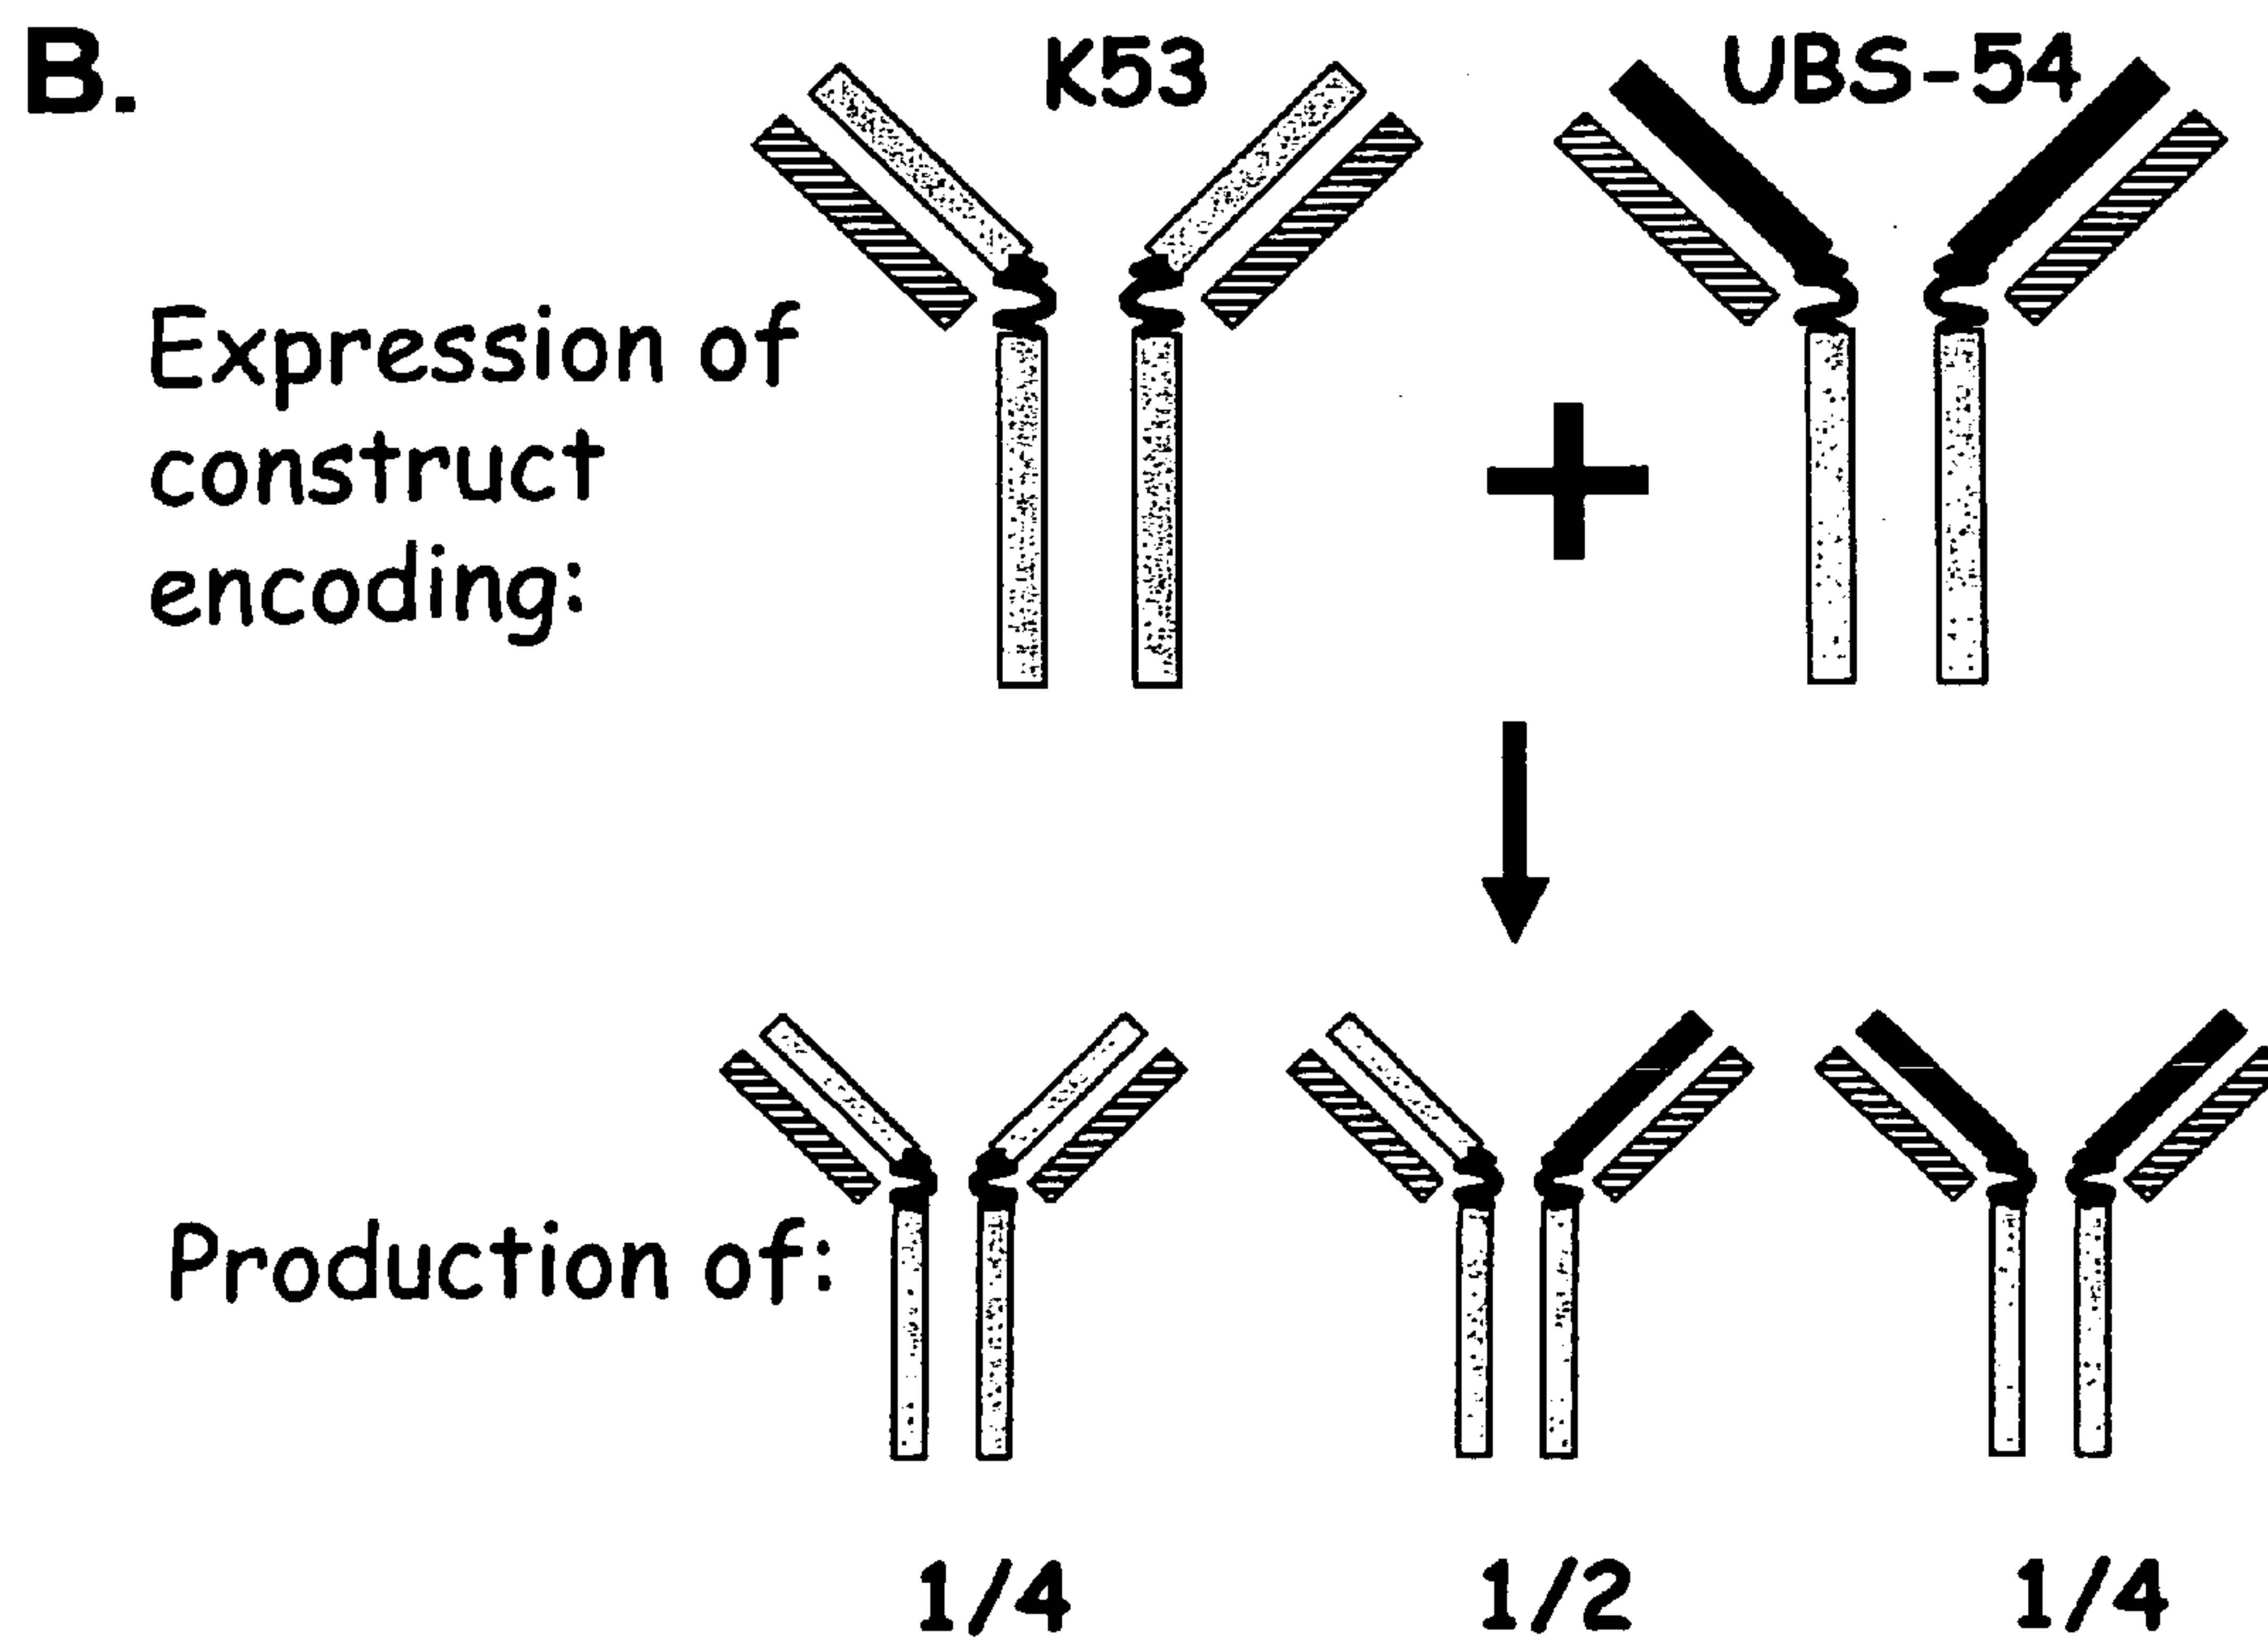 B.
K53
UBS-54
Expression of
construct
encoding:
+
Production of:
1/4
1/2
1/4